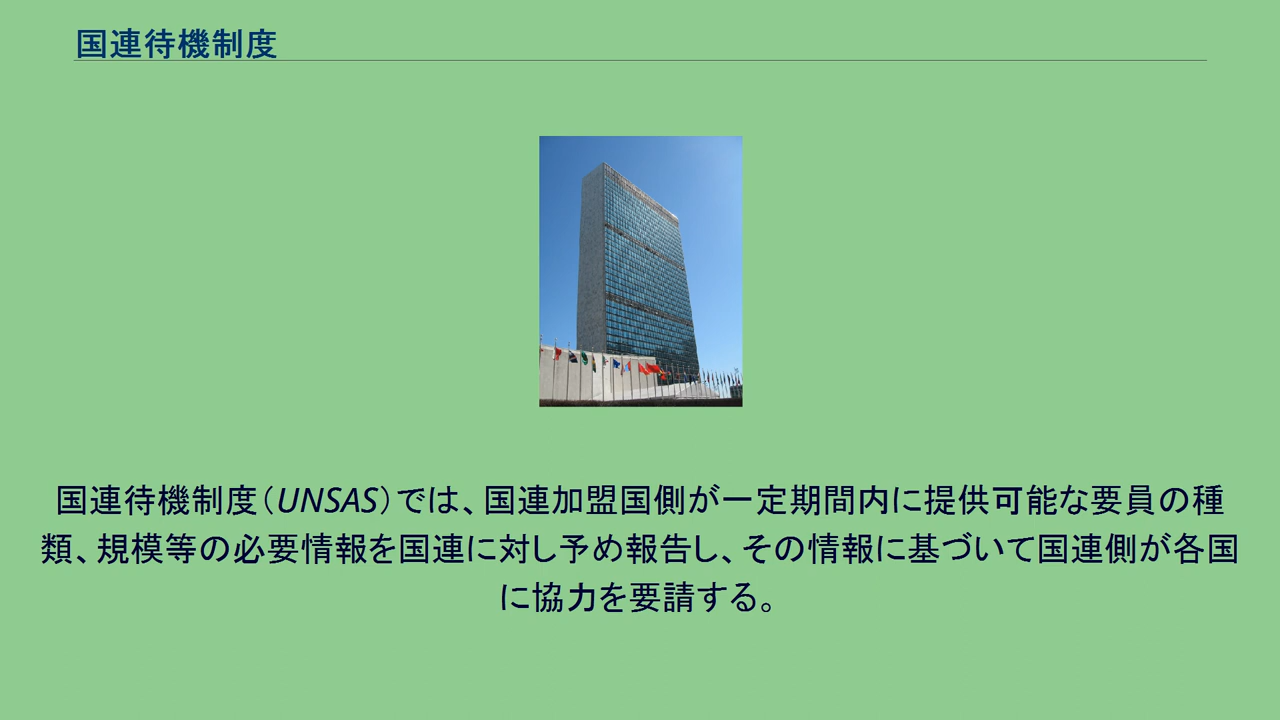 国連待機制度
国連待機制度（UNSAS）では、国連加盟国側が一定期間内に提供可能な要員の種
類、規模等の必要情報を国連に対し予め報告し、その情報に基づいて国連側が各国
に協力を要請する。